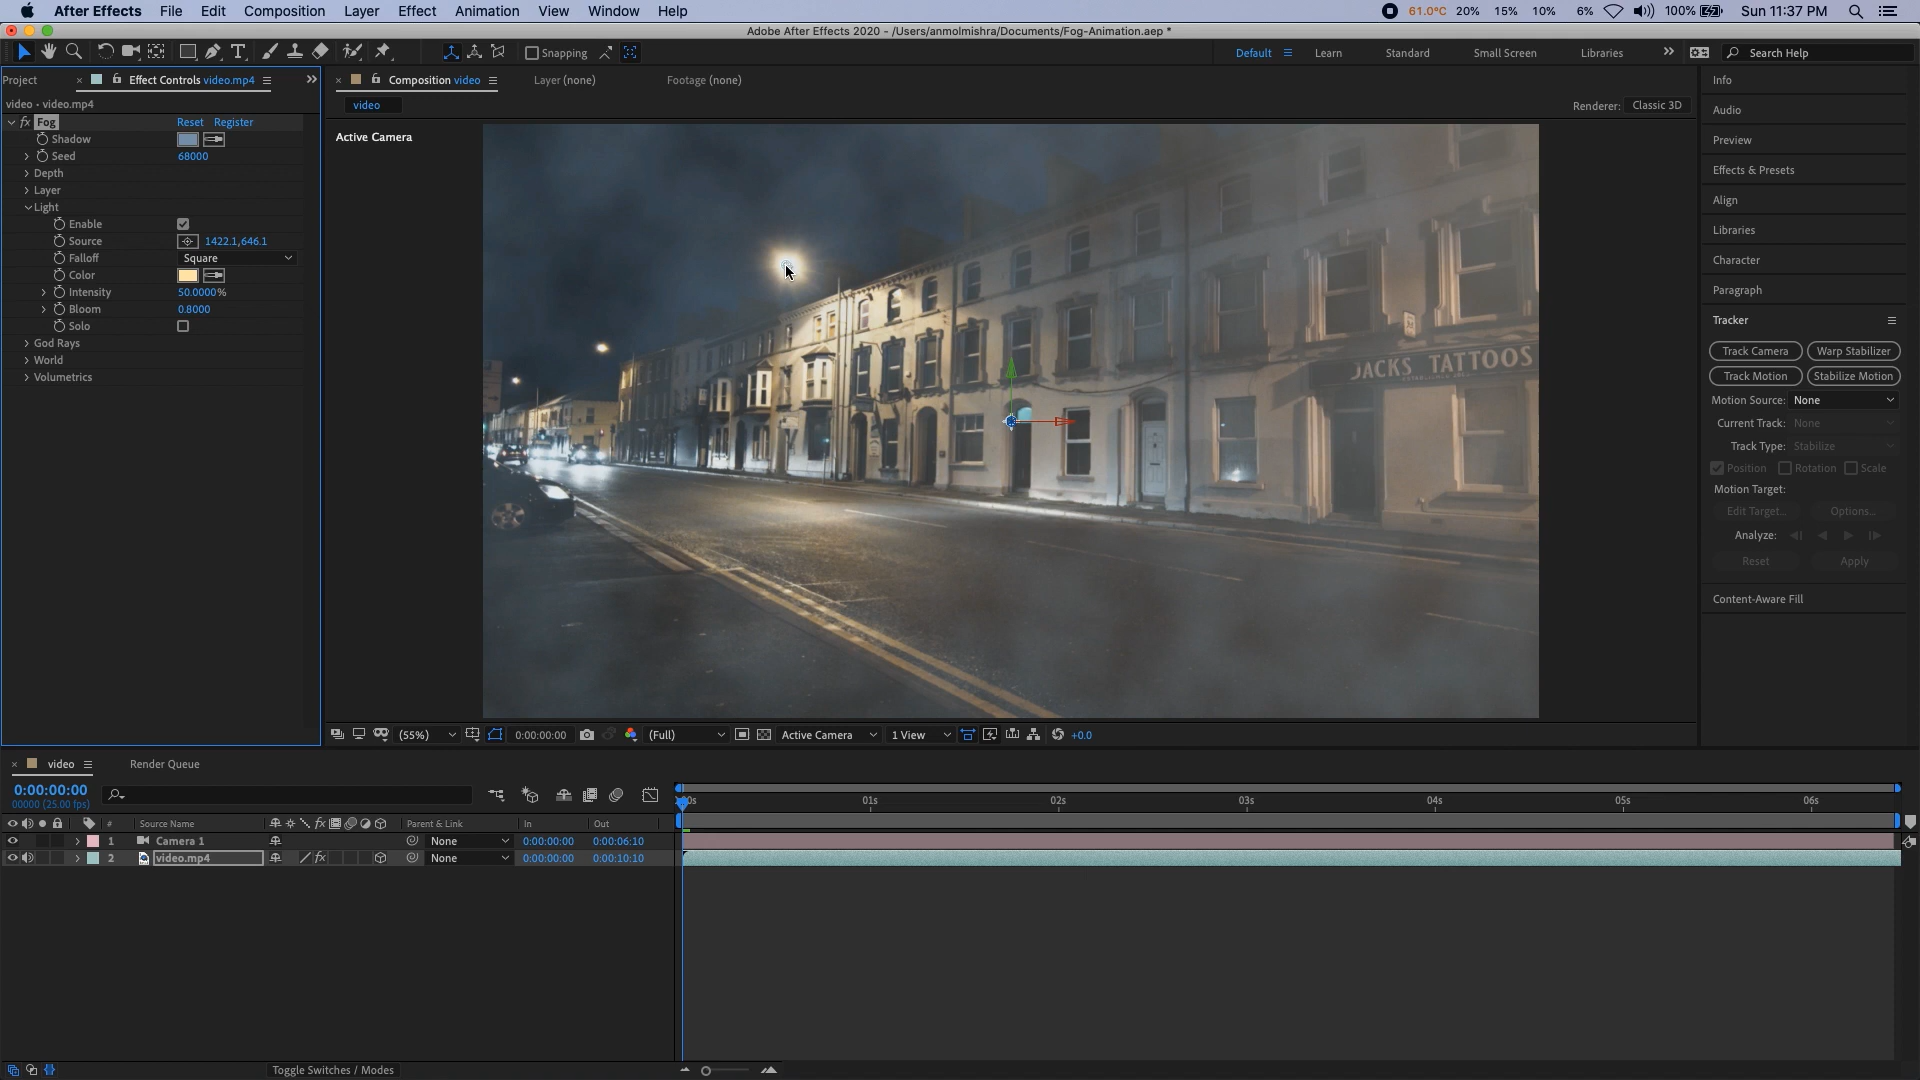 After Effects File Edit Composition Layer Effect Animation View Window Help
61.0°C 20% 15% 10% 6% 100% Sun 11:37 PM
Adobe After Effects 2020 - /Users/anmolmishra/Documents/Fog-Animation.aep *
Snapping
Default Learn Standard Small Screen Libraries Search Help
Project Effect Controls video.mp4
Composition video Layer (none) Footage (none)
video • video.mp4
fx Fog Reset Register
Shadow
Seed 68000
Depth
Layer
Light
Enable
Source 1422.1,646.1
Falloff Square
Color
Intensity 50.0000%
Bloom 0.8000
Solo
God Rays
World
Volumetrics
video
Renderer: Classic 3D
Active Camera
JACKS TATTOOS
(55%) 0:00:00:00 (Full) Active Camera 1 View +0.0
Info
Audio
Preview
Effects & Presets
Align
Libraries
Character
Paragraph
Tracker
Track Camera Warp Stabilizer
Track Motion Stabilize Motion
Motion Source: None
Current Track: None
Track Type: Stabilize
Position Rotation Scale
Motion Target:
Edit Target... Options...
Analyze:
Reset Apply
Content-Aware Fill
video Render Queue
0:00:00:00
00000 (25.00 fps)
01s 02s 03s 04s 05s 06s
# Source Name fx Parent & Link In Out
1 Camera 1 None 0:00:00:00 0:00:06:10
2 video.mp4 fx None 0:00:00:00 0:00:10:10
Toggle Switches / Modes